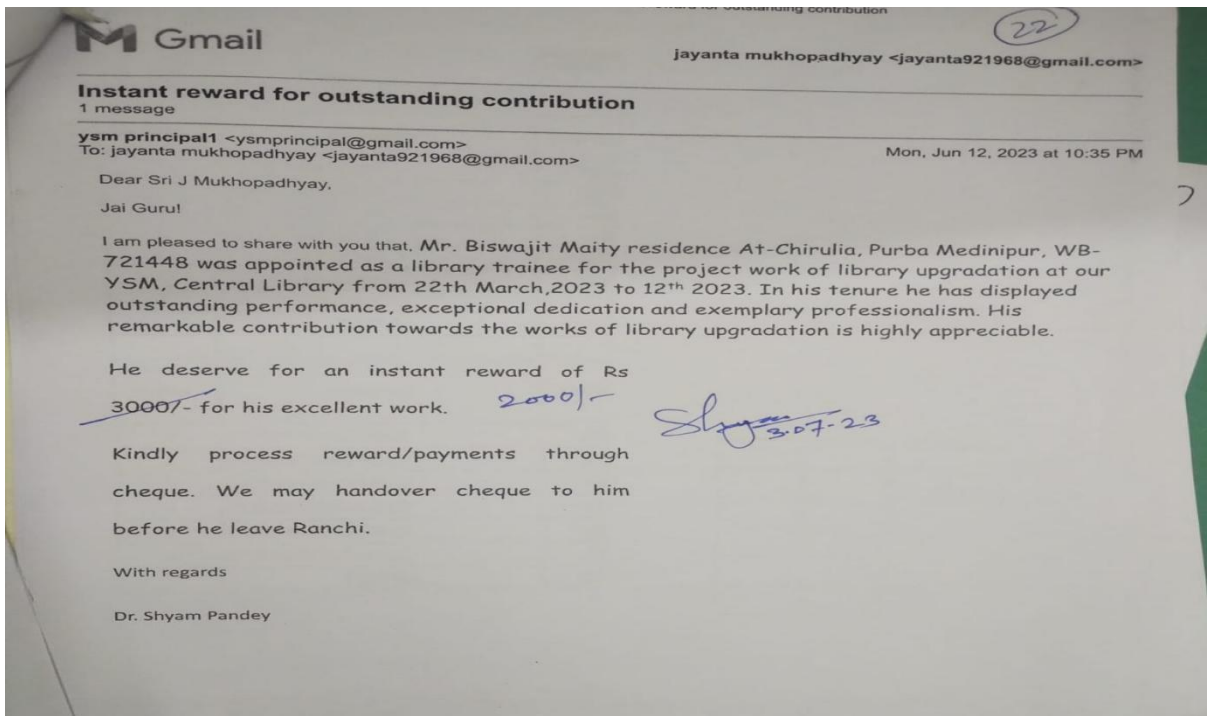 outstanding contribution
22
Gmail
jayanta mukhopadhyay <jayanta921968@gmail.com>
Instant reward for outstanding contribution
1 message
ysm principal1 <ysmprincipal@gmail.com>
To: jayanta mukhopadhyay <jayanta921968@gmail.com>
Mon, Jun 12, 2023 at 10:35 PM
Dear Sri J Mukhopadhyay,
Jai Guru!
I am pleased to share with you that, Mr. Biswajit Maity residence At-Chirulia, Purba Medinipur, WB-
721448 was appointed as a library trainee for the project work of library upgradation at our
YSM, Central Library from 22th March,2023 to 12th 2023. In his tenure he has displayed
outstanding performance, exceptional dedication and exemplary professionalism. His
remarkable contribution towards the works of library upgradation is highly appreciable.
He deserve for an instant reward of Rs
3000/- for his excellent work. 2000/-
Shyam
3.07-23
Kindly process reward/payments through
cheque. We may handover cheque to him
before he leave Ranchi.
With regards
Dr. Shyam Pandey